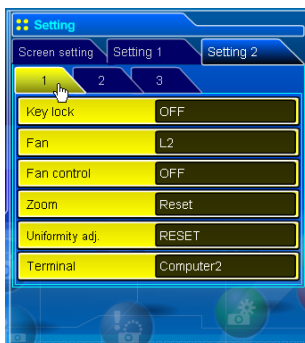 Setting
Screen setting Setting 1 Setting 2
1 2 3
Key lock OFF
Fan L2
Fan control OFF
Zoom Reset
Uniformity adj. RESET
Terminal Computer2